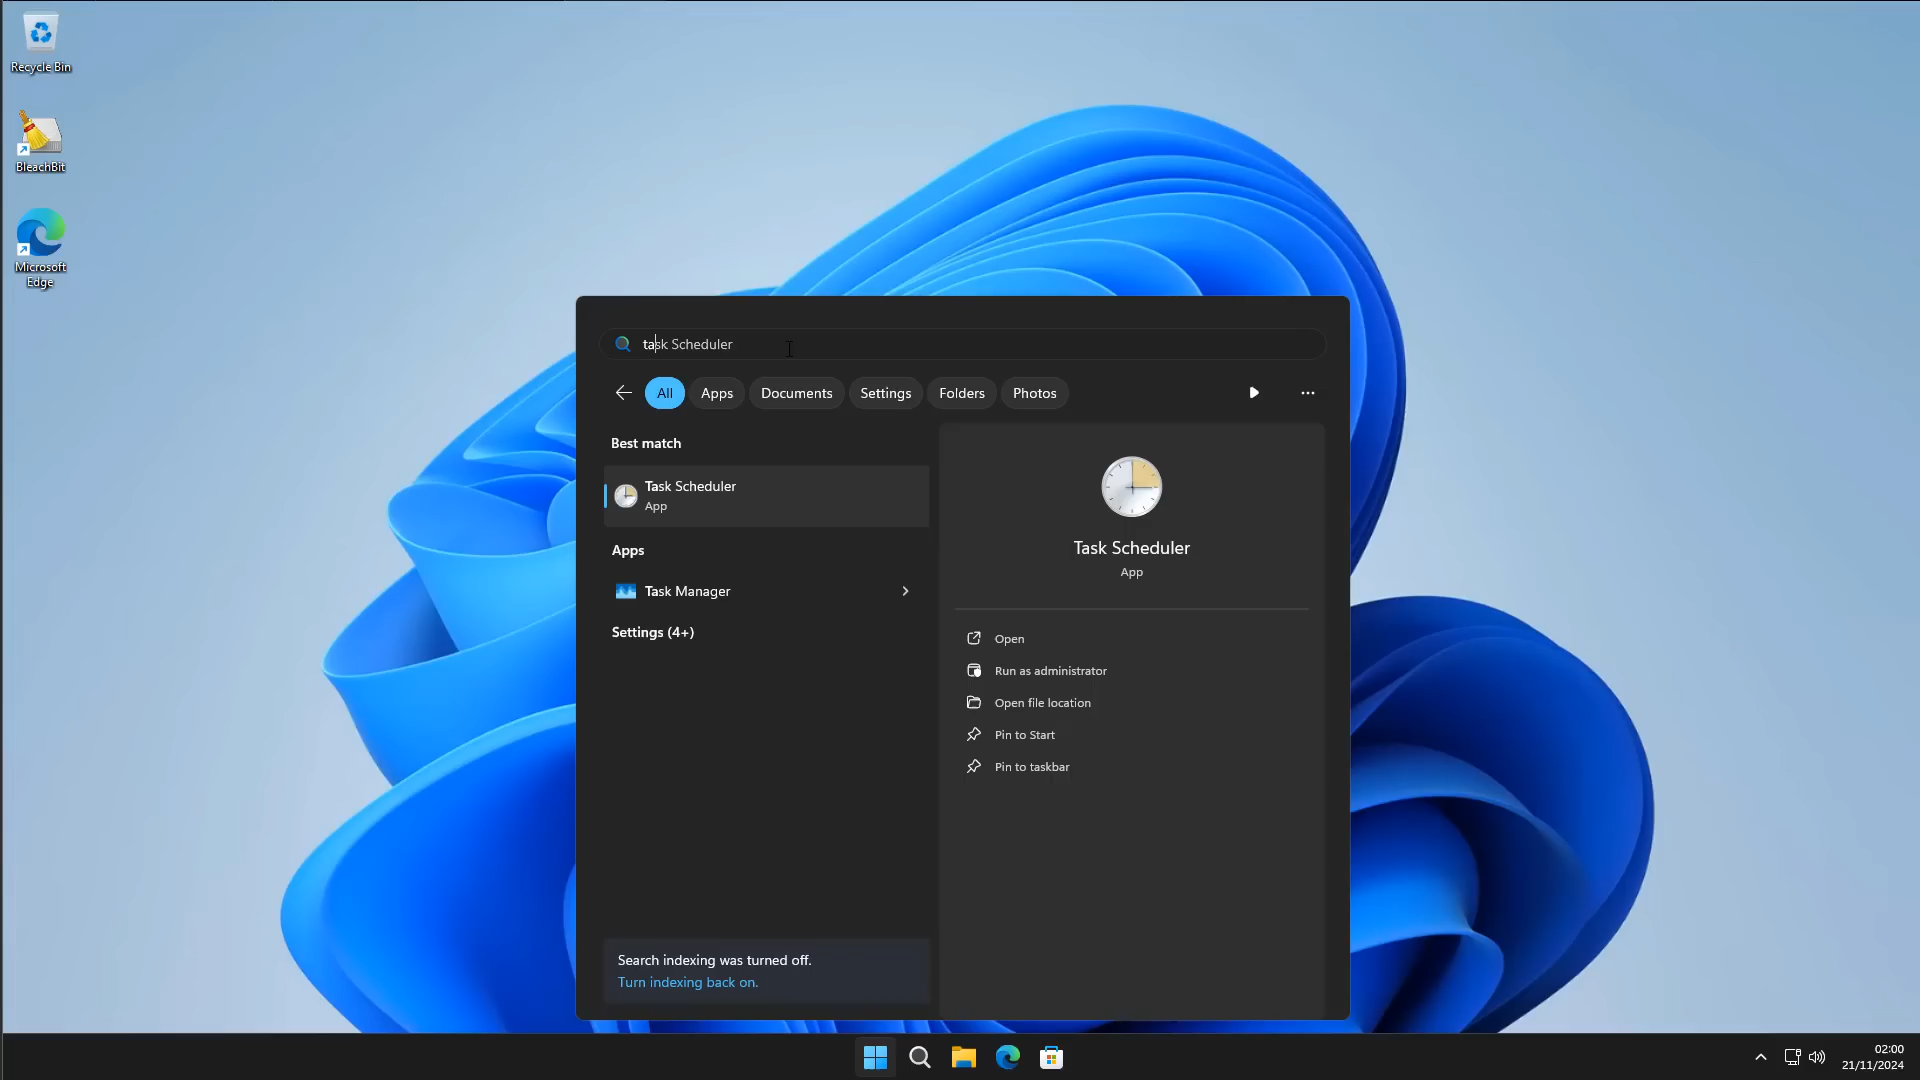 Recycle Bin
BleachBit
Microsoft
Edge
task Scheduler
All
Apps
Documents
Settings
Folders
Photos
Best match
Task Scheduler
App
Apps
Task Manager
Settings (4+)
Search indexing was turned off.
Turn indexing back on.
Task Scheduler
App
Open
Run as administrator
Open file location
Pin to Start
Pin to taskbar
02:00
21/11/2024